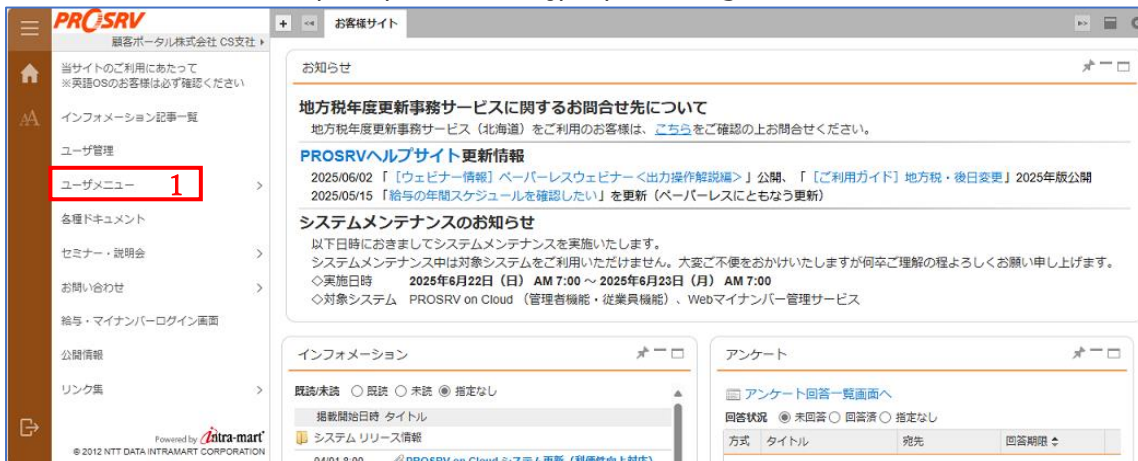 PROSRV
顧客ポータル株式会社 CS支社
お客様サイト
当サイトのご利用にあたって
※英語OSのお客様は必ず確認ください
インフォメーション記事一覧
ユーザ管理
ユーザメニュー 1
各種ドキュメント
セミナー・説明会
お問い合わせ
給与・マイナンバーログイン画面
公開情報
リンク集
Powered by intra-mart
© 2012 NTT DATA INTRAMART CORPORATION
お知らせ
地方税年度更新事務サービスに関するお問合せ先について
地方税年度更新事務サービス（北海道）をご利用のお客様は、こちらをご確認の上お問合せください。
PROSRVヘルプサイト更新情報
2025/06/02「［ウェビナー情報］ペーパーレスウェビナー＜出力操作解説編＞」公開、「［ご利用ガイド］地方税・後日変更」2025年版公開
2025/05/15「給与の年間スケジュールを確認したい」を更新（ペーパーレスにともなう更新）
システムメンテナンスのお知らせ
以下日時におきましてシステムメンテナンスを実施いたします。
システムメンテナンス中は対象システムをご利用いただけません。大変ご不便をおかけいたしますが何卒ご理解の程よろしくお願い申し上げます。
◇実施日時 2025年6月22日（日） AM 7:00 ～ 2025年6月23日（月） AM 7:00
◇対象システム PROSRV on Cloud （管理者機能・従業員機能）、Webマイナンバー管理サービス
インフォメーション
既読/未読 既読 未読 指定なし
掲載開始日時 タイトル
システム リリース情報
04/01 8:00 PROSRV on Cloud システム更新（利便性向上対応）
アンケート
アンケート回答一覧画面へ
回答状況 未回答 回答済 指定なし
方式 タイトル 宛先 回答期限